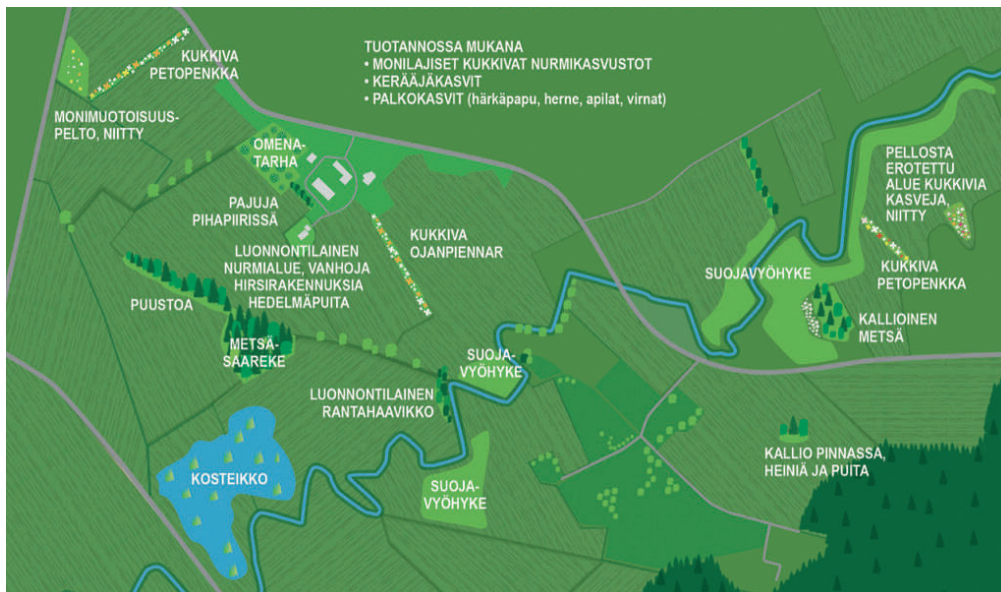 KUKKIVA
PETOPENKKA
TUOTANNOSSA MUKANA
• MONILAJISET KUKKIVAT NURMIKASVUSTOT
• KERÄÄJÄKASVIT
• PALKOKASVIT (härkäpapu, herne, apilat, virnat)
MONIMUOTOISUUS-
PELTO, NIITTY
OMENA-
TARHA
PELLOSTA
EROTETTU
ALUE KUKKIVIA
KASVEJA,
NIITTY
PAJUJA
PIHAPIIRISSÄ
KUKKIVA
OJANPIENNAR
LUONNONTILAINEN
NURMIALUE, VANHOJA
HIRSIRAKENNUKSIA
HEDELMÄPUITA
SUOJAVYÖHYKE
KUKKIVA
PETOPENKKA
PUUSTOA
KALLIOINEN
METSÄ
METSÄ-
SAAREKE
SUOJA-
VYÖHYKE
LUONNONTILAINEN
RANTAHAAVIKKO
KALLIO PINNASSA,
HEINIÄ JA PUITA
KOSTEIKKO
SUOJA-
VYÖHYKE